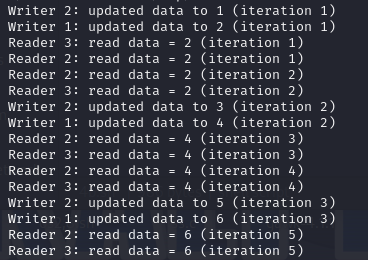 Writer 2: updated data to 1 (iteration 1)
Writer 1: updated data to 2 (iteration 1)
Reader 3: read data = 2 (iteration 1)
Reader 2: read data = 2 (iteration 1)
Reader 2: read data = 2 (iteration 2)
Reader 3: read data = 2 (iteration 2)
Writer 2: updated data to 3 (iteration 2)
Writer 1: updated data to 4 (iteration 2)
Reader 2: read data = 4 (iteration 3)
Reader 3: read data = 4 (iteration 3)
Reader 2: read data = 4 (iteration 4)
Reader 3: read data = 4 (iteration 4)
Writer 2: updated data to 5 (iteration 3)
Writer 1: updated data to 6 (iteration 3)
Reader 2: read data = 6 (iteration 5)
Reader 3: read data = 6 (iteration 5)